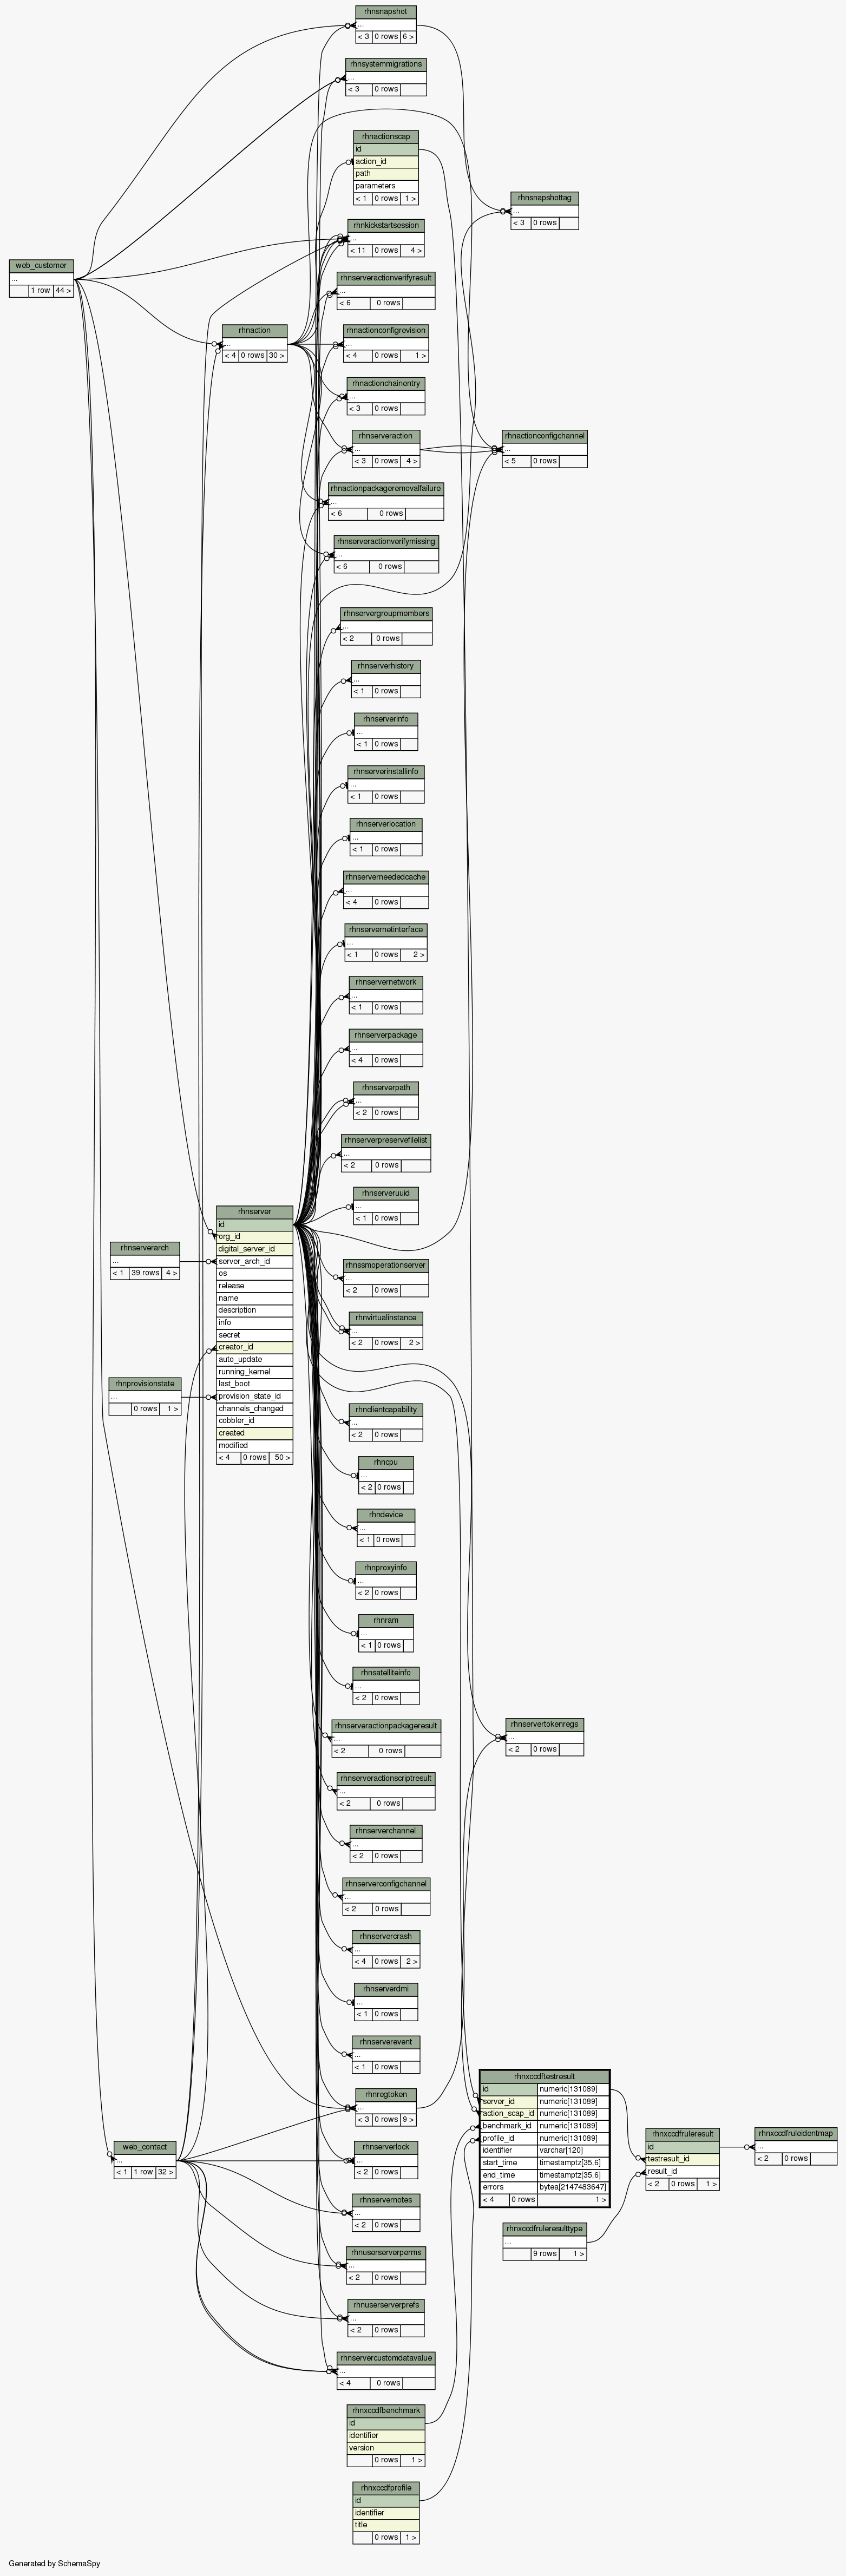 rhnsnapshot
...
< 3 0 rows 6 >
rhnsystemmigrations
...
< 3 0 rows
rhnactionscap
id
action_id
path
parameters
< 1 0 rows 1 >
rhnsnapshottag
...
< 3 0 rows
rhnkickstartsession
...
< 11 0 rows 4 >
web_customer
...
1 row 44 >
rhnserveractionverifyresult
...
< 6 0 rows
rhnaction
...
< 4 0 rows 30 >
rhnactionconfigrevision
...
< 4 0 rows 1 >
rhnactionchainentry
...
< 3 0 rows
rhnserveraction
...
< 3 0 rows 4 >
rhnactionconfigchannel
...
< 5 0 rows
rhnactionpackageremovalfailure
...
< 6 0 rows
rhnserveractionverifymissing
...
< 6 0 rows
rhnservergroupmembers
...
< 2 0 rows
rhnserverhistory
...
< 1 0 rows
rhnserverinfo
...
< 1 0 rows
rhnserverinstallinfo
...
< 1 0 rows
rhnserverlocation
...
< 1 0 rows
rhnserverneededcache
...
< 4 0 rows
rhnservernetinterface
...
< 1 0 rows 2 >
rhnservernetwork
...
< 1 0 rows
rhnserverpackage
...
< 4 0 rows
rhnserverpath
...
< 2 0 rows
rhnserverpreservefilelist
...
< 2 0 rows
rhnserveruuid
...
< 1 0 rows
rhnserver
id
org_id
digital_server_id
server_arch_id
os
release
name
description
info
secret
creator_id
auto_update
running_kernel
last_boot
provision_state_id
channels_changed
cobbler_id
created
modified
< 4 0 rows 50 >
rhnserverarch
...
< 1 39 rows 4 >
rhnprovisionstate
...
0 rows 1 >
rhnssmoperationserver
...
< 2 0 rows
rhnvirtualinstance
...
< 2 0 rows 2 >
rhnclientcapability
...
< 2 0 rows
rhncpu
...
< 2 0 rows
rhndevice
...
< 1 0 rows
rhnproxyinfo
...
< 2 0 rows
rhnram
...
< 1 0 rows
rhnsatelliteinfo
...
< 2 0 rows
rhnserveractionpackageresult
...
< 2 0 rows
rhnservertokenregs
...
< 2 0 rows
rhnserveractionscriptresult
...
< 2 0 rows
rhnserverchannel
...
< 2 0 rows
rhnserverconfigchannel
...
< 2 0 rows
rhnservercrash
...
< 4 0 rows 2 >
rhnserverdmi
...
< 1 0 rows
rhnserverevent
...
< 1 0 rows
rhnregtoken
...
< 3 0 rows 9 >
rhnxccdftestresult
id numeric[131089]
server_id numeric[131089]
action_scap_id numeric[131089]
benchmark_id numeric[131089]
profile_id numeric[131089]
identifier varchar[120]
start_time timestamptz[35,6]
end_time timestamptz[35,6]
errors bytea[2147483647]
< 4 0 rows 1 >
rhnxccdfruleresult
id
testresult_id
result_id
< 2 0 rows 1 >
rhnxccdfruleidentmap
...
< 2 0 rows
web_contact
...
< 1 1 row 32 >
rhnserverlock
...
< 2 0 rows
rhnservernotes
...
< 2 0 rows
rhnxccdfruleresulttype
...
9 rows 1 >
rhnuserserverperms
...
< 2 0 rows
rhnuserserverprefs
...
< 2 0 rows
rhnservercustomdatavalue
...
< 4 0 rows
rhnxccdfbenchmark
id
identifier
version
0 rows 1 >
rhnxccdfprofile
id
identifier
title
0 rows 1 >
Generated by SchemaSpy